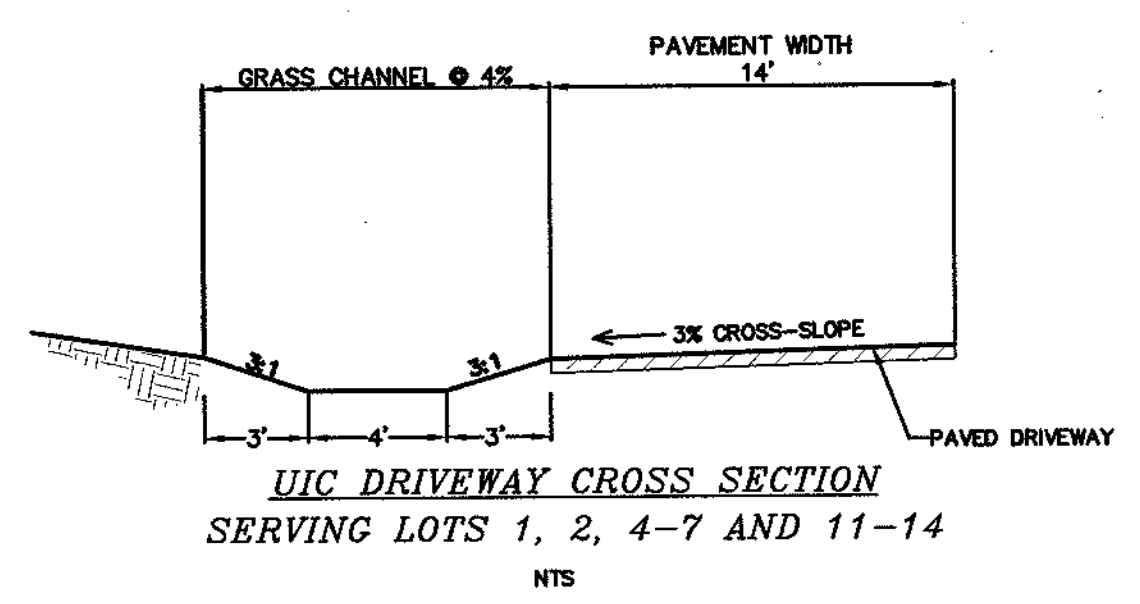 PAVEMENT WIDTH
14'
GRASS CHANNEL @ 4%
3% CROSS-SLOPE
3:1
3:1
3'
4'
3'
PAVED DRIVEWAY
UIC DRIVEWAY CROSS SECTION
SERVING LOTS 1, 2, 4-7 AND 11-14
NTS